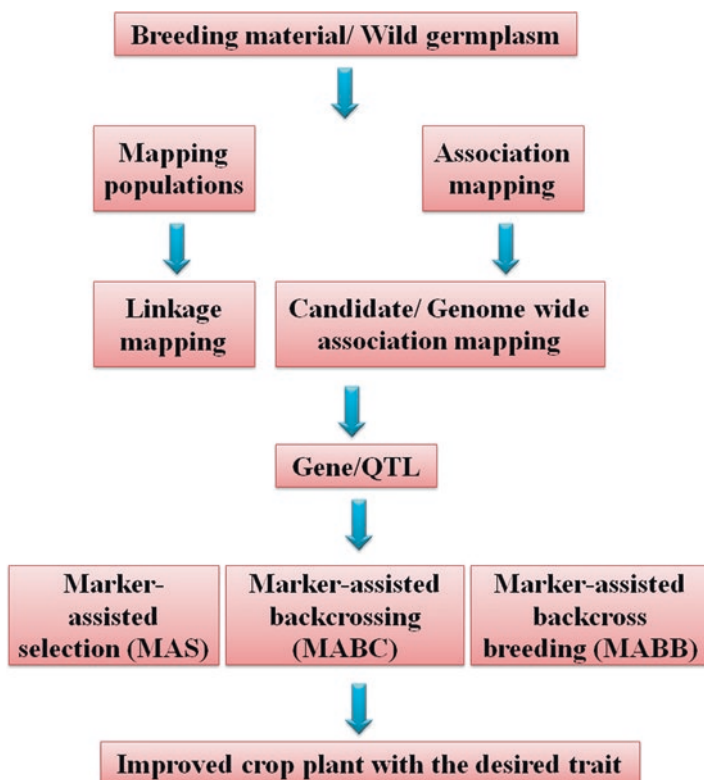 Breeding material/ Wild germplasm
Mapping
populations
Association
mapping
Linkage
mapping
Candidate/ Genome wide
association mapping
Gene/QTL
Marker-
assisted
selection (MAS)
Marker-assisted
backcrossing
(MABC)
Marker-assisted
backcross
breeding (MABB)
Improved crop plant with the desired trait